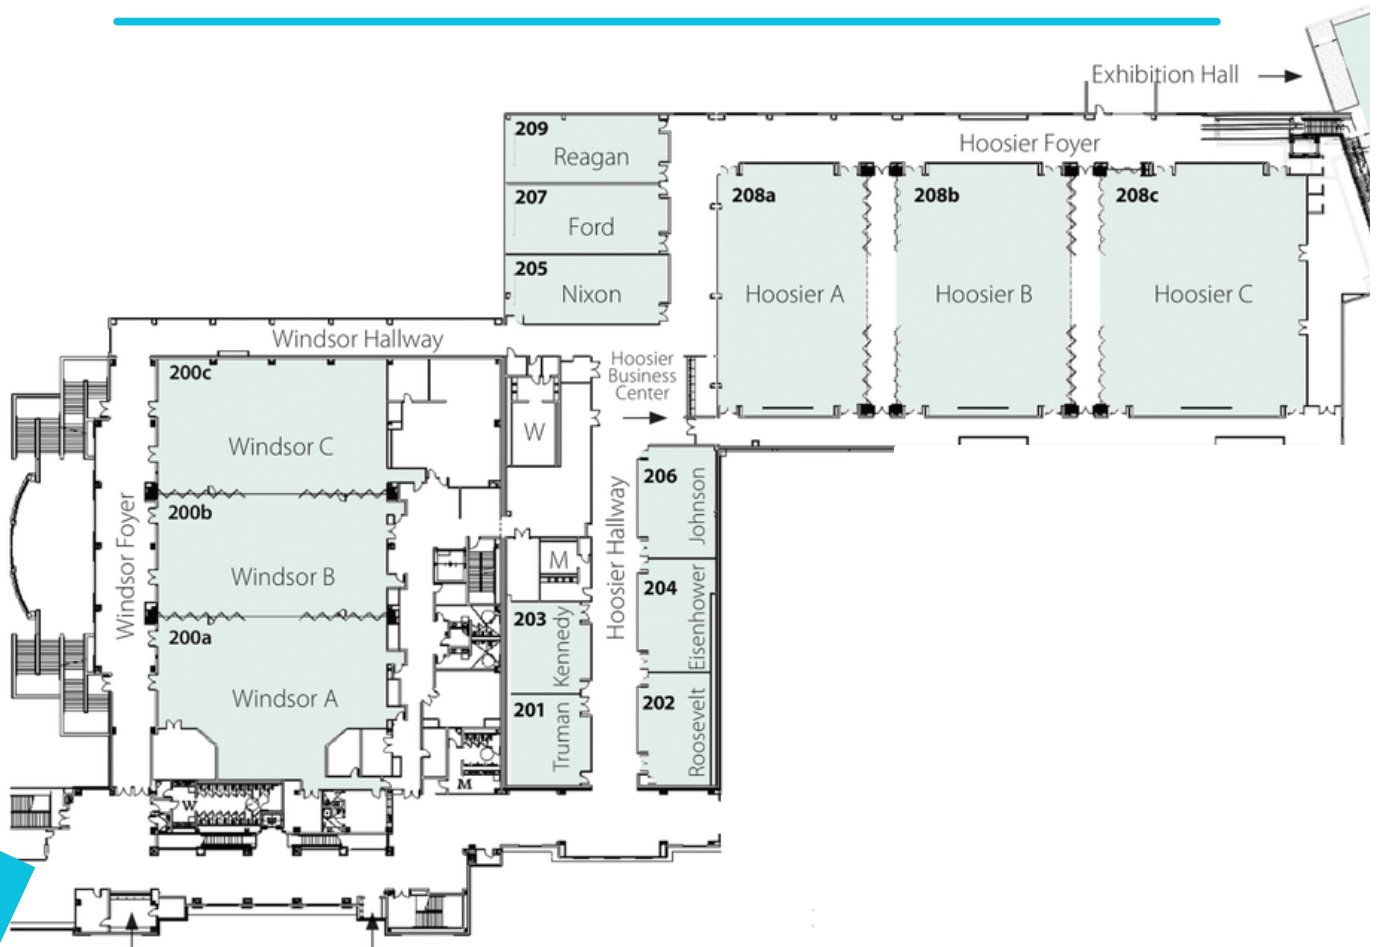 Exhibition Hall
209
Reagan
Hoosier Foyer
207
Ford
208a
208b
208c
205
Nixon
Hoosier A
Hoosier B
Hoosier C
Windsor Hallway
Hoosier
Business
Center
200c
Windsor C
W
206
Johnson
Hoosier Hallway
Windsor Foyer
200b
Windsor B
M
204
Eisenhower
203
Kennedy
200a
Windsor A
201
Truman
202
Roosevelt
W
M